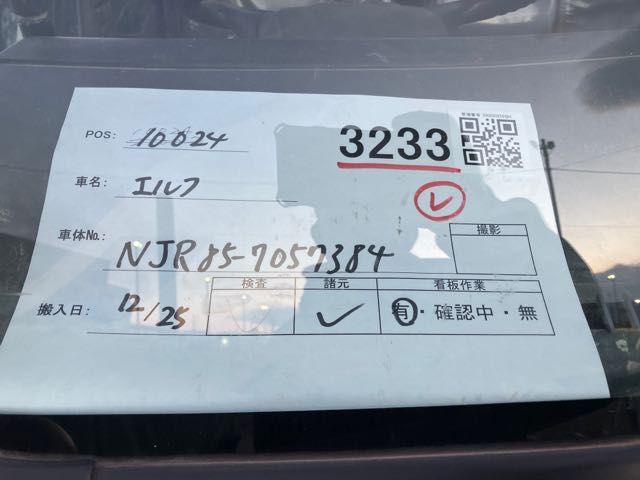 POS: 10024
3233
車名: エルフ
車体No. NJR85-7057384
撮影
搬入日: 12/25
検査 諸元 看板作業
有・確認中・無